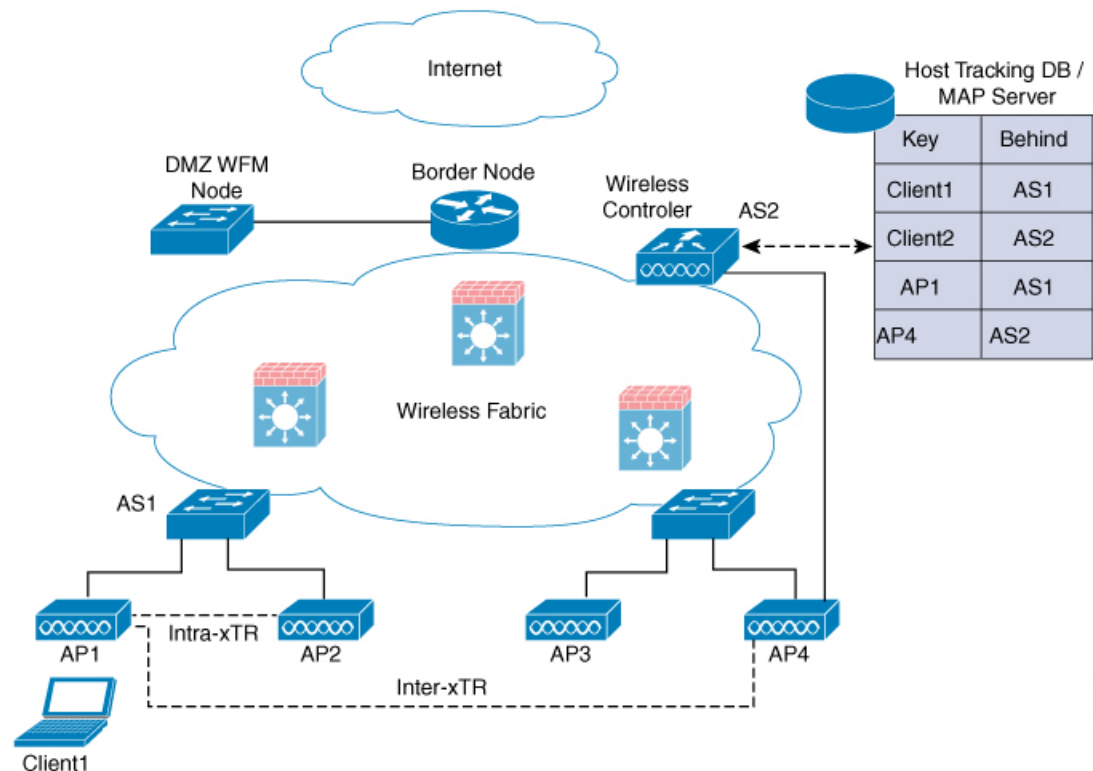 Internet
Host Tracking DB /
MAP Server
Key Behind
Client1 AS1
Client2 AS2
AP1 AS1
AP4 AS2
DMZ WFM
Node
Border Node
Wireless
Controler
AS2
Wireless Fabric
AS1
AP1
Intra-xTR
AP2
AP3
AP4
Inter-xTR
Client1